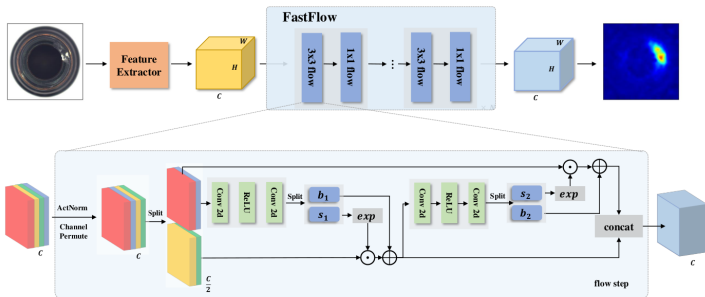 FastFlow
Feature
Extractor
W
H
C
3x3 flow
1x1 flow
3x3 flow
1x1 flow
W
H
C
ActNorm
Channel
Permute
C
Split
C
C
2
Conv 2d
ReLU
Conv 2d
Split
b1
s1
exp
Conv 2d
ReLU
Conv 2d
Split
s2
b2
exp
concat
C
flow step